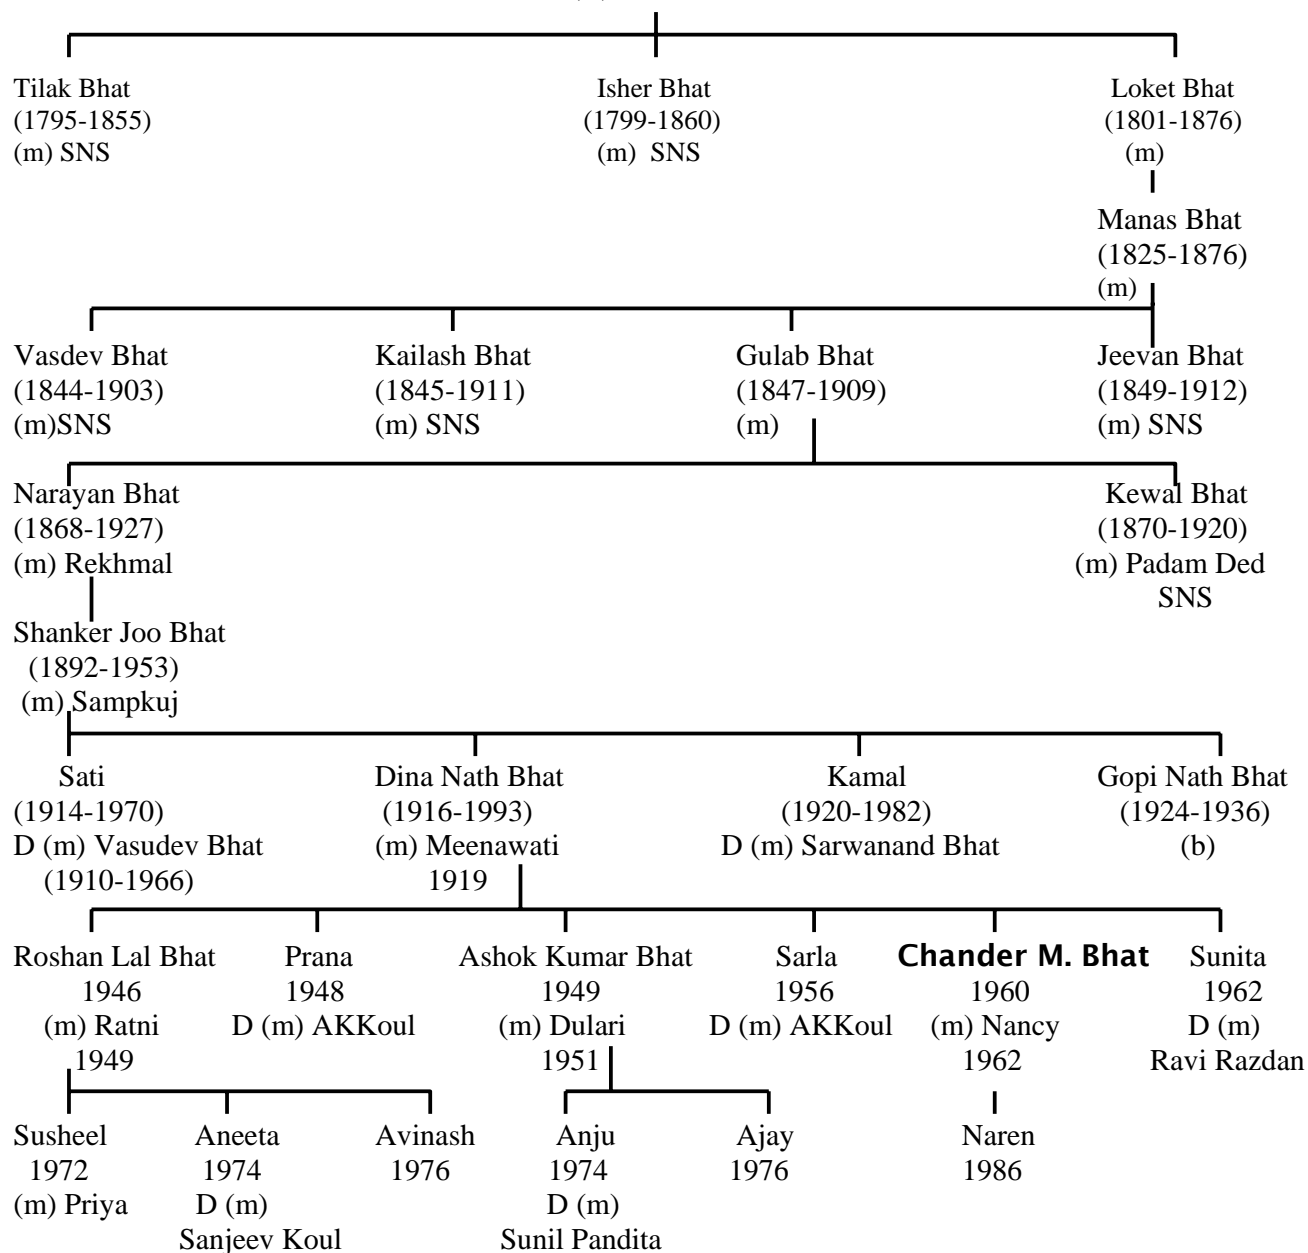 Tilak Bhat Isher Bhat Loket Bhat
(1795-1855) (1799-1860) (1801-1876)
(m) SNS (m) SNS (m)
Manas Bhat
(1825-1876)
(m)
Vasdev Bhat Kailash Bhat Gulab Bhat Jeevan Bhat
(1844-1903) (1845-1911) (1847-1909) (1849-1912)
(m)SNS (m) SNS (m) (m) SNS
Narayan Bhat Kewal Bhat
(1868-1927) (1870-1920)
(m) Rekhmal (m) Padam Ded
SNS
Shanker Joo Bhat
(1892-1953)
(m) Sampkuj
Sati Dina Nath Bhat Kamal Gopi Nath Bhat
(1914-1970) (1916-1993) (1920-1982) (1924-1936)
D (m) Vasudev Bhat (m) Meenawati D (m) Sarwanand Bhat (b)
(1910-1966) 1919
Roshan Lal Bhat Prana Ashok Kumar Bhat Sarla Chander M. Bhat Sunita
1946 1948 1949 1956 1960 1962
(m) Ratni D (m) AKKoul (m) Dulari D (m) AKKoul (m) Nancy D (m)
1949 1951 1962 Ravi Razdan
Susheel Aneeta Avinash Anju Ajay Naren
1972 1974 1976 1974 1976 1986
(m) Priya D (m) D (m)
Sanjeev Koul Sunil Pandita